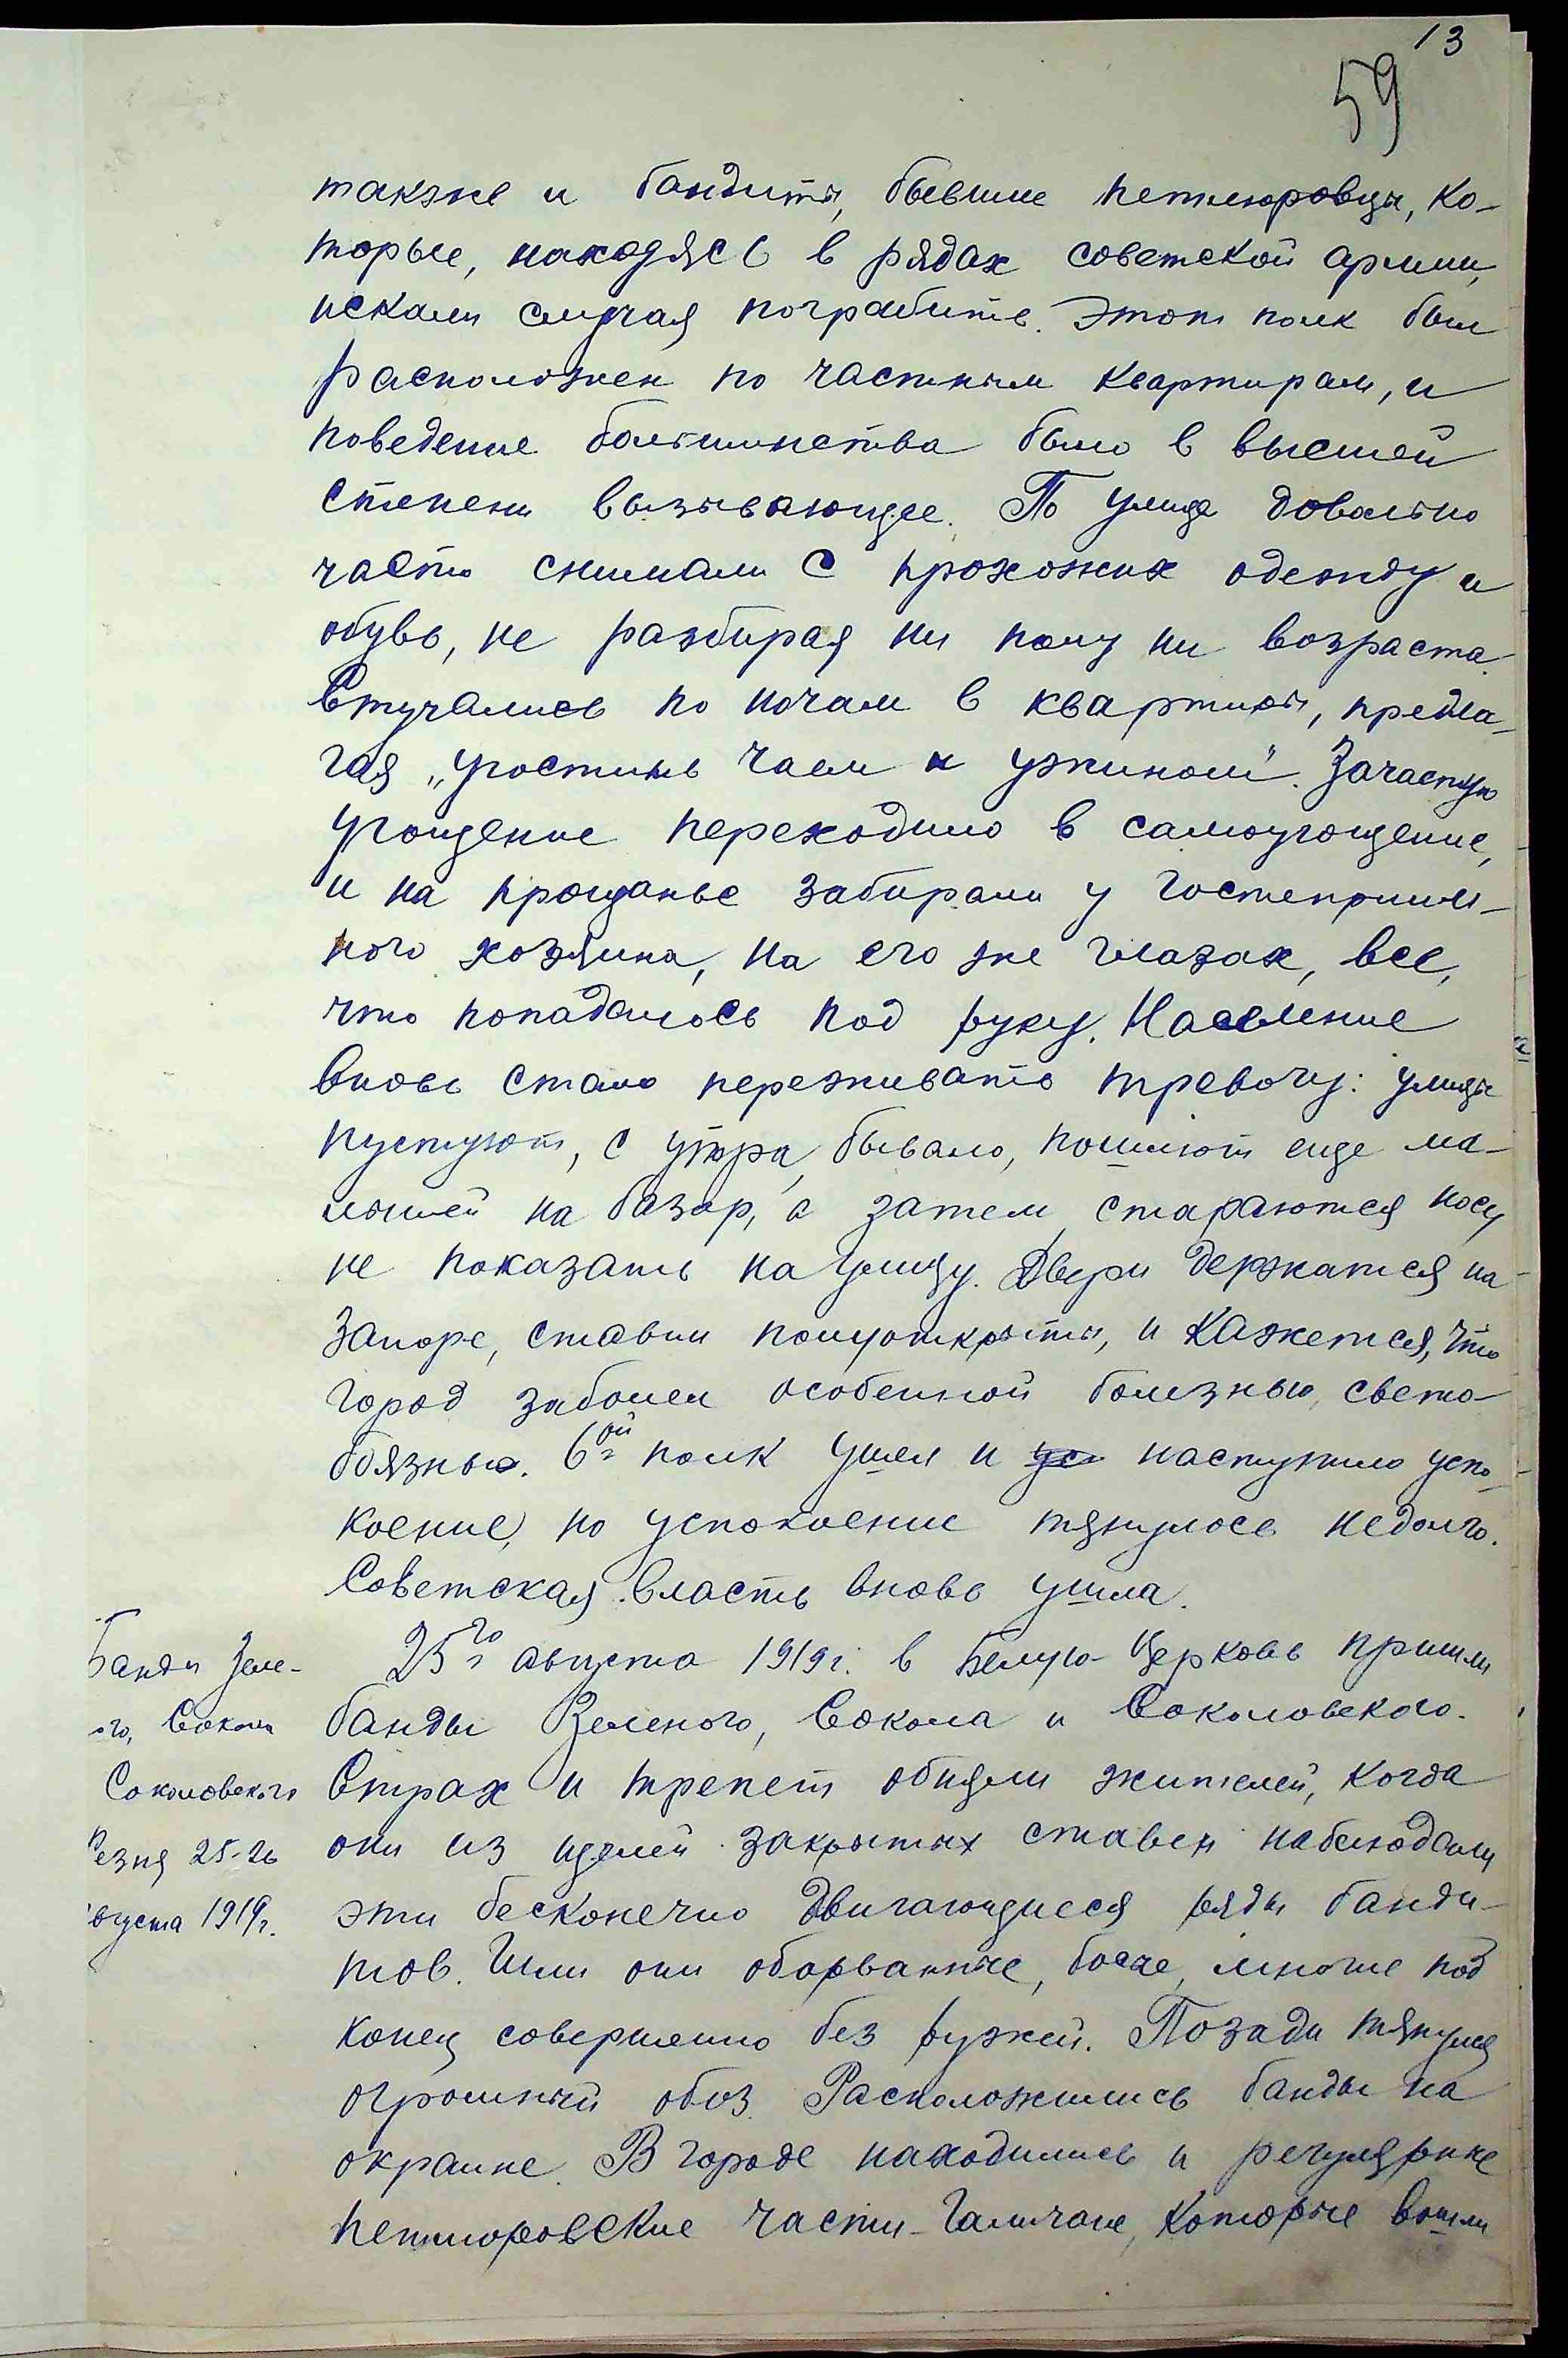 13
59
также и бандиты, бывшие петлюровцы, ко-
торые, находясь в рядах советской армии,
искали случая пограбить. Этот полк был
расположен по частным квартирам, и
поведение большинства было в высшей
степени вызывающее. По улице довольно
часто снимали с прохожих одежду и
обувь, не разбирая ни полу ни возраста.
Стучались по ночам в квартиры, предла-
гая „угостить чаем и ужином“. Зачастую
угощение переходило в самоугощение,
и на прощанье забирали у гостеприим-
ного хозяина, на его же глазах, все,
что попадалось под руку. Население
вновь стало переживать тревогу: улицы
пустуют, с утра, бывало, пошлют еще ма-
лышей на базар, а затем стараются носу
не показать на улицу. Двери держатся на
запоре, ставни полуоткрыты, и кажется, что
город заболел особенной болезнью, свето-
боязнью. 6ой полк ушел и ус наступило успо-
коение, но успокоение тянулось недолго.
Советская власть вновь ушла.
Банды Зеле-
ого, Сокола
Соколовского
Резня 25-26
вгуста 1919г.
25го августа 1919г. в Белую-Церковь пришли
банды Зеленого, Сокола и Соколовского.
Страх и трепет обуяли жителей, когда
они из щелей закрытых ставен наблюдали
эти бесконечно двигающиеся ряды банди-
тов. Шли они оборванные, босые, многие под
конец совершенно без ружей. Позади тянулся
огромный обоз. Расположились банды на
окраине. В городе находились и регулярные
петлюровские части-Галичане, которые вошли